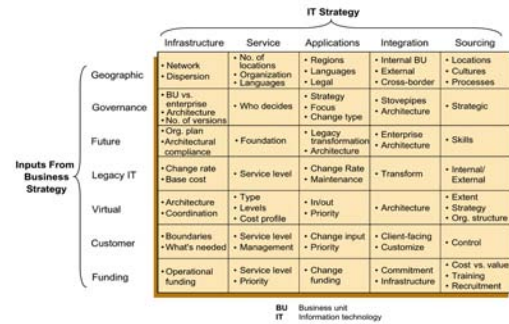 IT Strategy
Infrastructure Service Applications Integration Sourcing
Inputs From
Business
Strategy
Geographic
• Network
• Dispersion
• No. of
locations
• Organization
• Languages
• Regions
• Languages
• Legal
• Internal BU
• External
• Cross-border
• Locations
• Cultures
• Processes
Governance
• BU vs.
enterprise
• Architecture
• No. of versions
• Who decides
• Strategy
• Focus
• Change type
• Stovepipes
• Architecture
• Strategic
Future
• Org. plan
• Architectural
compliance
• Foundation
• Legacy
transformation
• Architecture
• Enterprise
• Architecture
• Skills
Legacy IT
• Change rate
• Base cost
• Service level
• Change Rate
• Maintenance
• Transform
• Internal/
External
Virtual
• Architecture
• Coordination
• Type
• Levels
• Cost profile
• In/out
• Priority
• Architecture
• Extent
• Strategy
• Org. structure
Customer
• Boundaries
• What's needed
• Service level
• Management
• Change input
• Priority
• Client-facing
• Customize
• Control
Funding
• Operational
funding
• Service level
• Priority
• Change
funding
• Commitment
• Infrastructure
• Cost vs. value
• Training
• Recruitment
BU Business unit
IT Information technology